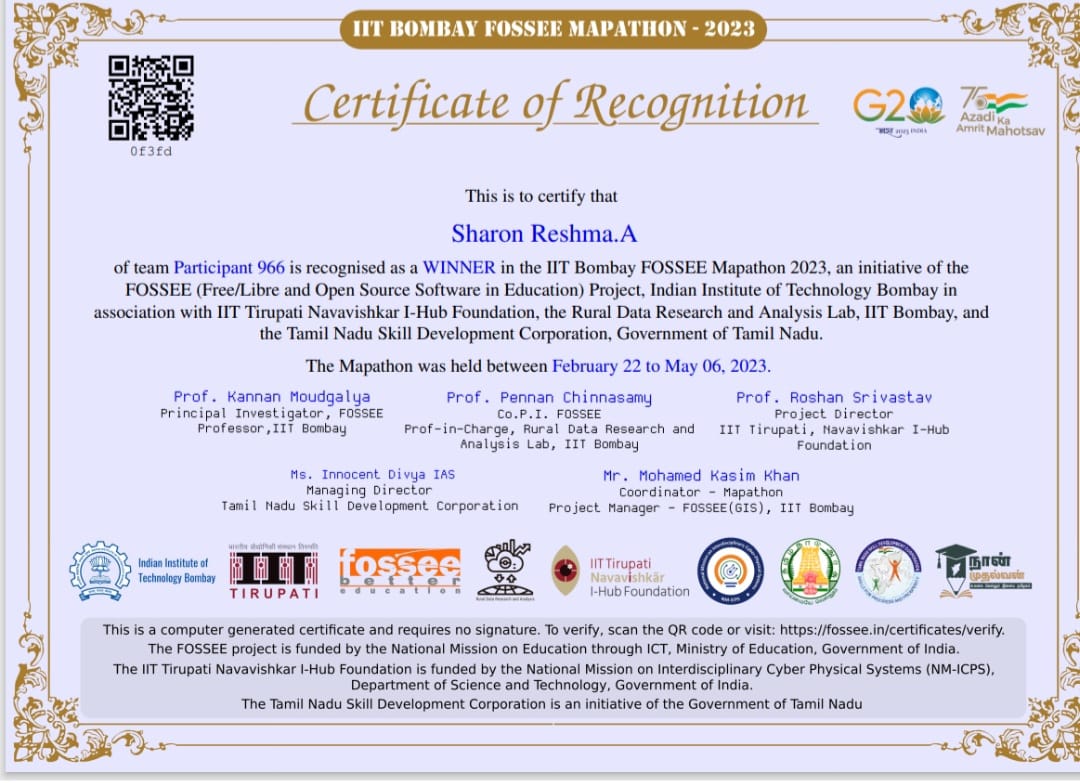 IIT BOMBAY FOSSEE MAPATHON - 2023
Certificate of Recognition
0f3fd
G20
भारत 2023 INDIA
75
Azadi Ka
Amrit Mahotsav
This is to certify that
Sharon Reshma.A
of team Participant 966 is recognised as a WINNER in the IIT Bombay FOSSEE Mapathon 2023, an initiative of the
FOSSEE (Free/Libre and Open Source Software in Education) Project, Indian Institute of Technology Bombay in
association with IIT Tirupati Navavishkar I-Hub Foundation, the Rural Data Research and Analysis Lab, IIT Bombay, and
the Tamil Nadu Skill Development Corporation, Government of Tamil Nadu.
The Mapathon was held between February 22 to May 06, 2023.
Prof. Kannan Moudgalya
Principal Investigator, FOSSEE
Professor,IIT Bombay
Prof. Pennan Chinnasamy
Co.P.I. FOSSEE
Prof-in-Charge, Rural Data Research and
Analysis Lab, IIT Bombay
Prof. Roshan Srivastav
Project Director
IIT Tirupati, Navavishkar I-Hub
Foundation
Ms. Innocent Divya IAS
Managing Director
Tamil Nadu Skill Development Corporation
Mr. Mohamed Kasim Khan
Coordinator - Mapathon
Project Manager - FOSSEE(GIS), IIT Bombay
Indian Institute of
Technology Bombay
भारतीय प्रौद्योगिकी संस्थान तिरुपति
TIRUPATI
fossee
better
education
Rural Data Research and Analysis
IIT Tirupati
Navavishkār
I-Hub Foundation
NM-ICPS
நான்
முதல்வன்
This is a computer generated certificate and requires no signature. To verify, scan the QR code or visit: https://fossee.in/certificates/verify.
The FOSSEE project is funded by the National Mission on Education through ICT, Ministry of Education, Government of India.
The IIT Tirupati Navavishkar I-Hub Foundation is funded by the National Mission on Interdisciplinary Cyber Physical Systems (NM-ICPS),
Department of Science and Technology, Government of India.
The Tamil Nadu Skill Development Corporation is an initiative of the Government of Tamil Nadu